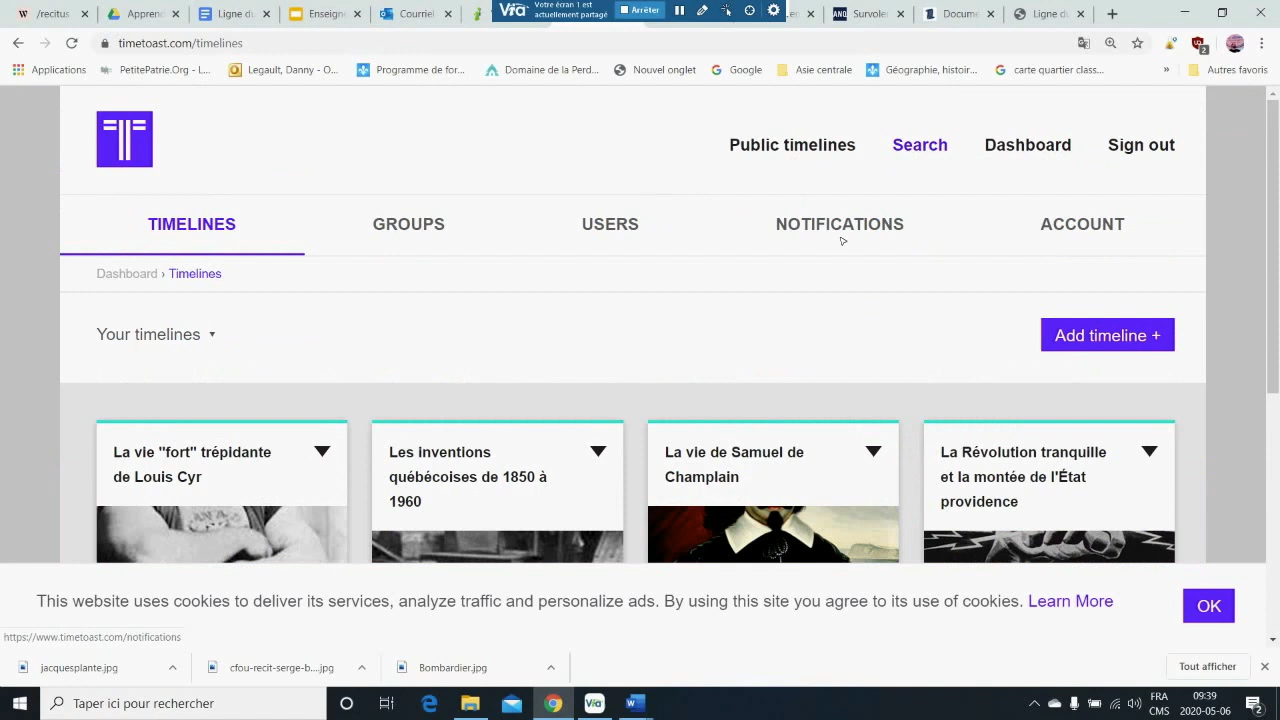 recitus
Ligne du
Enseigne
Courriel
Vià
Votre écran 1 est
actuellement partagé
Arrêter
Survoler
Docume
Ligne du
timetoast.com/timelines
Applications
PetitePatrie.Org - L...
Legault, Danny - O...
Programme de for...
Domaine de la Perd...
Nouvel onglet
Google
Asie centrale
Géographie, histoir...
carte quartier class...
»
Autres favoris
Public timelines
Search
Dashboard
Sign out
TIMELINES
GROUPS
USERS
NOTIFICATIONS
ACCOUNT
Dashboard › Timelines
Your timelines
Add timeline +
La vie "fort" trépidante
de Louis Cyr
Les inventions
québécoises de 1850 à
1960
La vie de Samuel de
Champlain
La Révolution tranquille
et la montée de l'État
providence
This website uses cookies to deliver its services, analyze traffic and personalize ads. By using this site you agree to its use of cookies. Learn More
OK
https://www.timetoast.com/notifications
jacquesplante.jpg
cfou-recit-serge-b....jpg
Bombardier.jpg
Tout afficher
Taper ici pour rechercher
Vià
FRA
CMS
09:39
2020-05-06
2